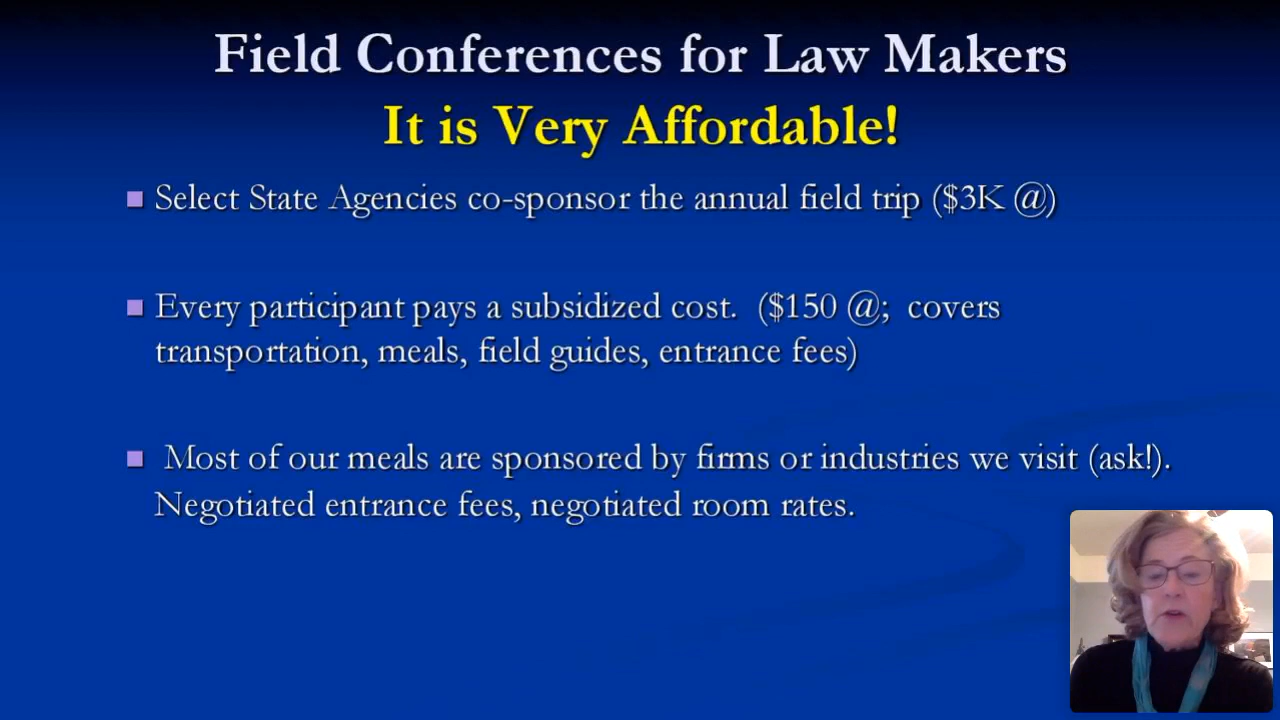 Field Conferences for Law Makers
It is Very Affordable!
Select State Agencies co-sponsor the annual field trip ($3K @)
Every participant pays a subsidized cost. ($150 @; covers
transportation, meals, field guides, entrance fees)
Most of our meals are sponsored by firms or industries we visit (ask!).
Negotiated entrance fees, negotiated room rates.